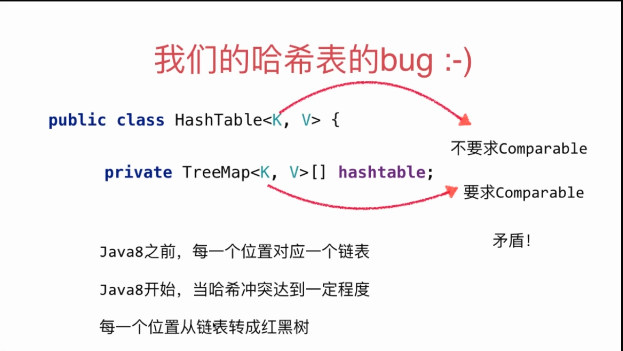 我们的哈希表的bug :-)
public class HashTable<K, V> {
不要求Comparable
private TreeMap<K, V>[] hashtable;
要求Comparable
矛盾！
Java8之前，每一个位置对应一个链表
Java8开始，当哈希冲突达到一定程度
每一个位置从链表转成红黑树